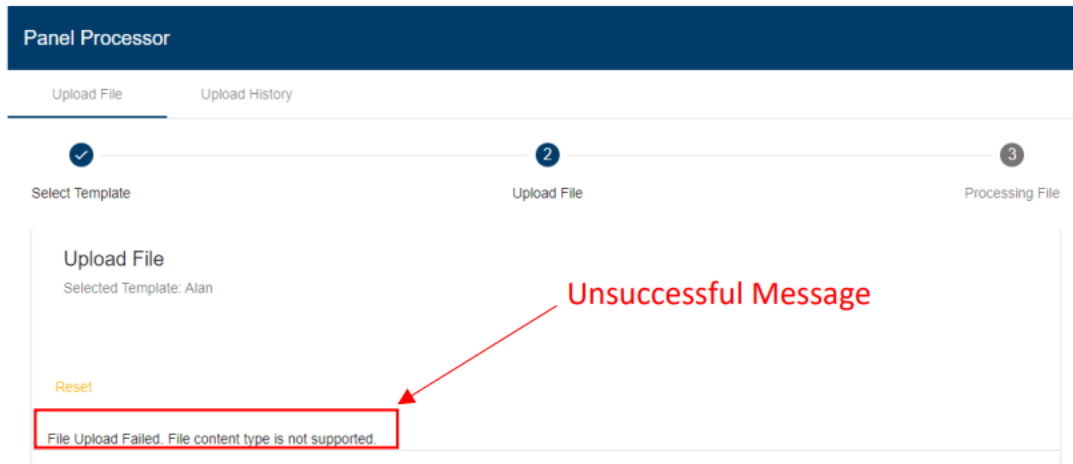 Panel Processor
Upload File Upload History
2 3
Select Template Upload File Processing File
Upload File
Selected Template: Alan
Unsuccessful Message
Reset
File Upload Failed. File content type is not supported.